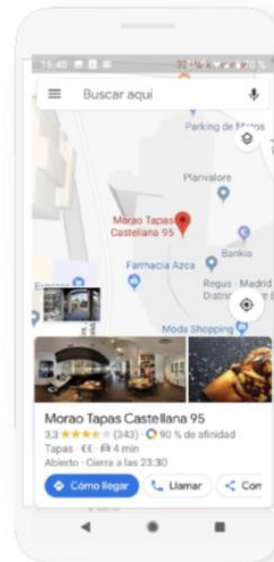 15:40
Buscar aquí
Parking de Motos
Planvalore
Morao Tapas
Castellana 95
Bankia
Farmacia Azca
Regus - Madrid
Moda Shopping
Morao Tapas Castellana 95
3,3 (343) · 90 % de afinidad
Tapas · €€ · 4 min
Abierto · Cierra a las 23:30
Cómo llegar
Llamar
Com